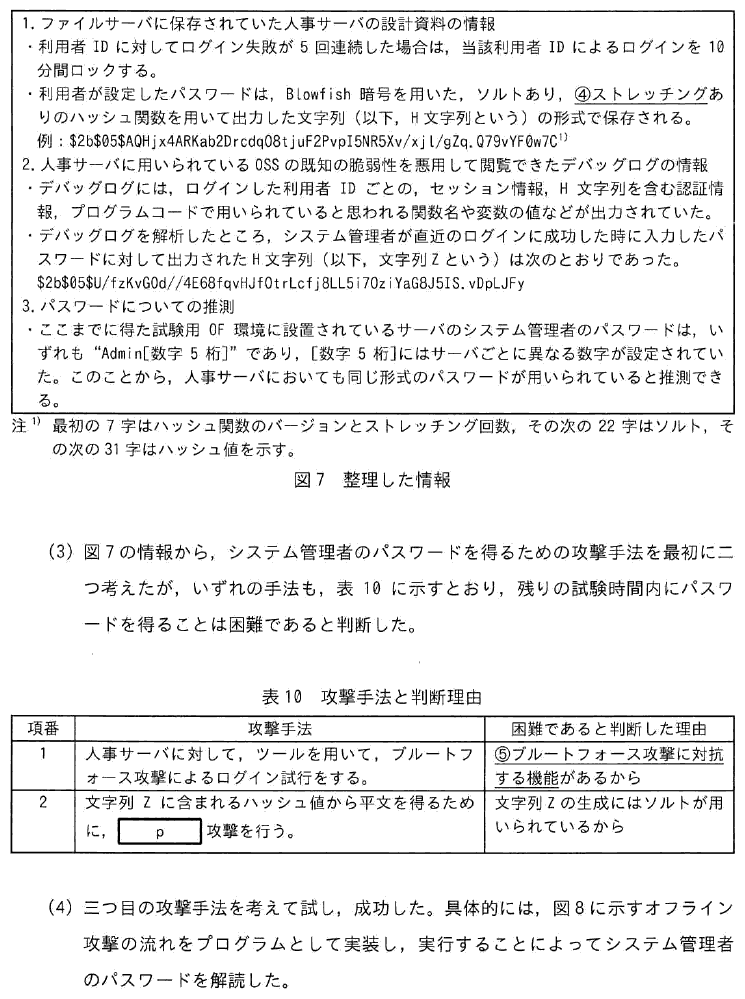 1. ファイルサーバに保存されていた人事サーバの設計資料の情報
・利用者 ID に対してログイン失敗が 5 回連続した場合は，当該利用者 ID によるログインを 10
分間ロックする。
・利用者が設定したパスワードは，Blowfish 暗号を用いた，ソルトあり，④ストレッチングあ
りのハッシュ関数を用いて出力した文字列（以下，H 文字列という）の形式で保存される。
例：$2b$05$AQHjx4ARKab2Drcdq08tjuF2PvpI5NR5Xv/xjl/gZq.Q79vYF0w7C1)
2. 人事サーバに用いられている OSS の既知の脆弱性を悪用して閲覧できたデバッグログの情報
・デバッグログには，ログインした利用者 ID ごとの，セッション情報，H 文字列を含む認証情
報，プログラムコードで用いられていると思われる関数名や変数の値などが出力されていた。
・デバッグログを解析したところ，システム管理者が直近のログインに成功した時に入力したパ
スワードに対して出力された H 文字列（以下，文字列 Z という）は次のとおりであった。
$2b$05$U/fzKvG0d//4E68fqvHJf0trLcfj8LL5i70ziYaG8J5IS.vDpLJFy
3. パスワードについての推測
・ここまでに得た試験用 OF 環境に設置されているサーバのシステム管理者のパスワードは，い
ずれも “Admin[数字 5 桁]” であり，[数字 5 桁]にはサーバごとに異なる数字が設定されてい
た。このことから，人事サーバにおいても同じ形式のパスワードが用いられていると推測でき
る。
注 1) 最初の 7 字はハッシュ関数のバージョンとストレッチング回数，その次の 22 字はソルト，そ
の次の 31 字はハッシュ値を示す。
図 7 整理した情報
(3) 図 7 の情報から，システム管理者のパスワードを得るための攻撃手法を最初に二
つ考えたが，いずれの手法も，表 10 に示すとおり，残りの試験時間内にパスワ
ードを得ることは困難であると判断した。
表 10 攻撃手法と判断理由
項番 攻撃手法 困難であると判断した理由
1 人事サーバに対して，ツールを用いて，ブルートフ
ォース攻撃によるログイン試行をする。
⑤ブルートフォース攻撃に対抗
する機能があるから
2 文字列 Z に含まれるハッシュ値から平文を得るため
に， p 攻撃を行う。
文字列 Z の生成にはソルトが用
いられているから
(4) 三つ目の攻撃手法を考えて試し，成功した。具体的には，図 8 に示すオフライン
攻撃の流れをプログラムとして実装し，実行することによってシステム管理者
のパスワードを解読した。